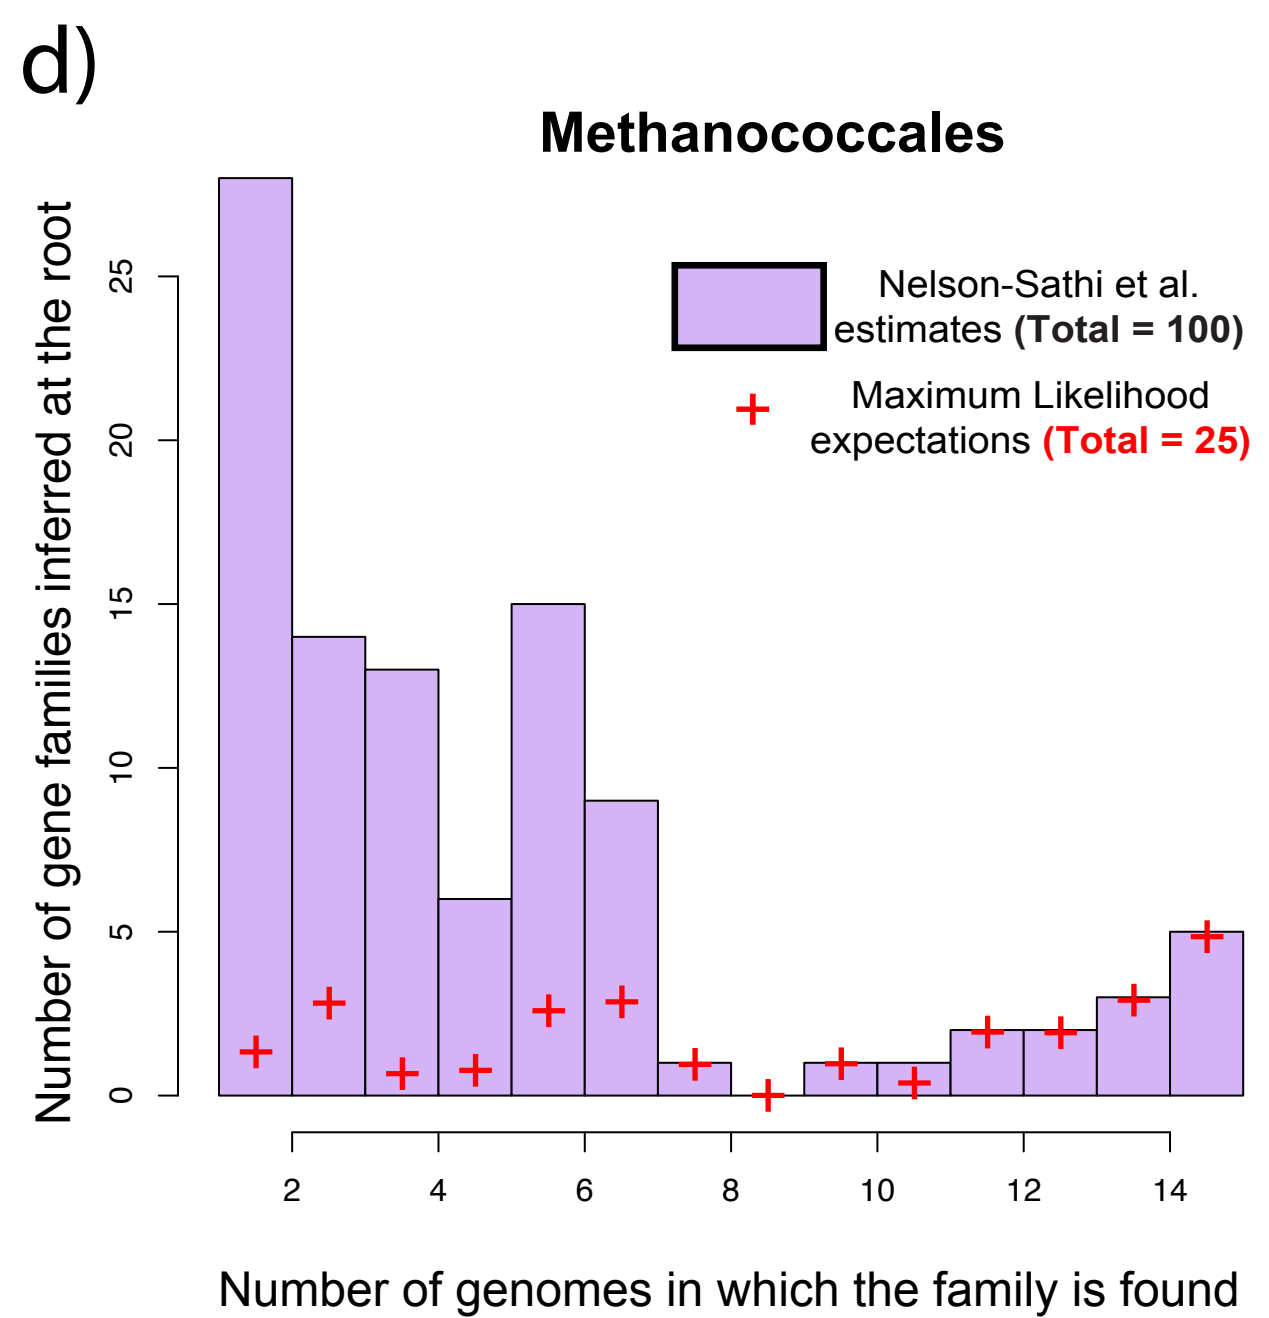 d)
Methanococcales
Number of gene families inferred at the root
25
20
15
10
5
0
Nelson-Sathi et al.
estimates (Total = 100)
Maximum Likelihood
expectations (Total = 25)
2 4 6 8 10 12 14
Number of genomes in which the family is found